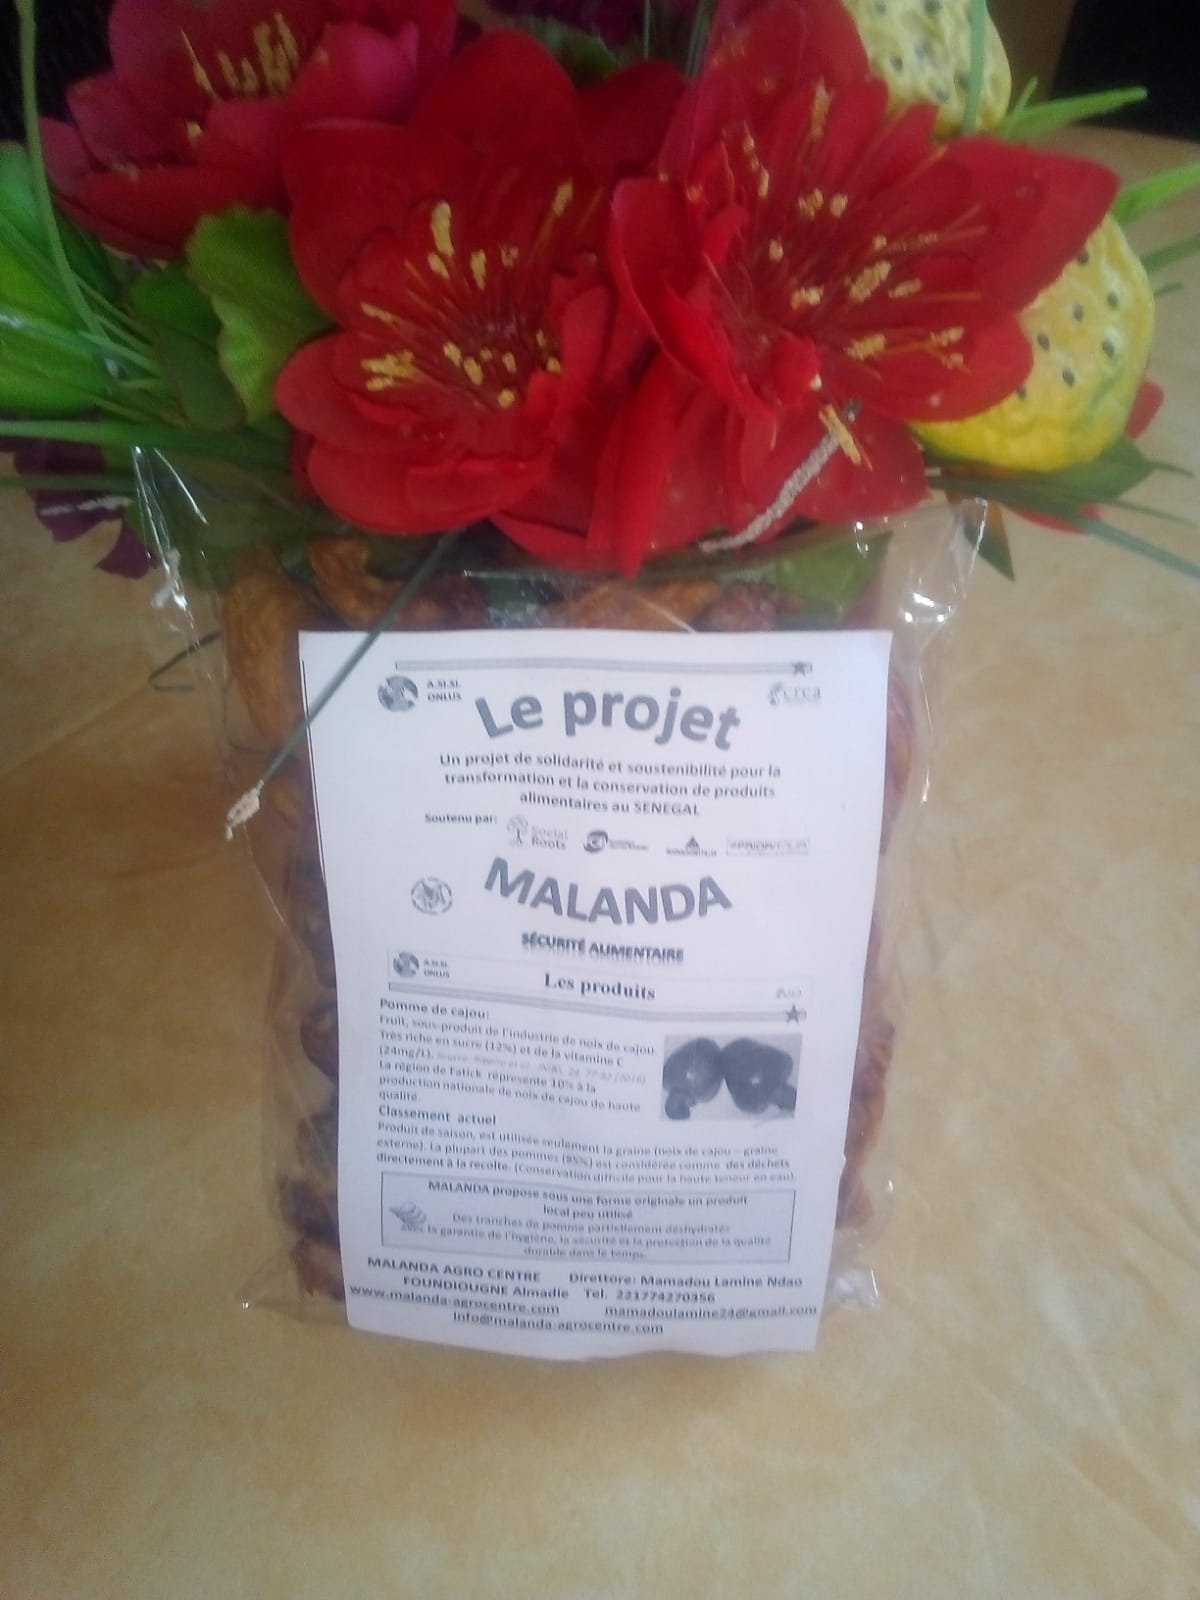 A.SI.SI.
ONLUS
crea
Le projet
Un projet de solidarité et soustenibilité pour la
transformation et la conservation de produits
alimentaires au SENEGAL
Soutenu par:
Social
Roots
MALANDA
SÉCURITÉ ALIMENTAIRE
A.SI.SI.
ONLUS
Les produits
Pomme de cajou:
Fruit, sous-produit de l'industrie de noix de cajou
Très riche en sucre (12%) et de la vitamine C
(24mg/L).
La région de Fatick représente 10% à la
production nationale de noix de cajou de haute
qualité.
Classement actuel
Produit de saison, est utilisée seulement la graine (noix de cajou – graine
externe). La plupart des pommes (85%) est considérée comme des déchets
directement à la recolte. (Conservation difficile pour la haute teneur en eau).
MALANDA propose sous une forme originale un produit
local peu utilisé
Des tranches de pomme partiellement déshydratés
avec la garantie de l'hygiène, la sécurité et la protection de la qualité
durable dans le temps.
MALANDA AGRO CENTRE Direttore: Mamadou Lamine Ndao
FOUNDIOUGNE Almadie Tel. 221774270356
www.malanda-agrocentre.com mamadoulamine24@gmail.com
info@malanda-agrocentre.com